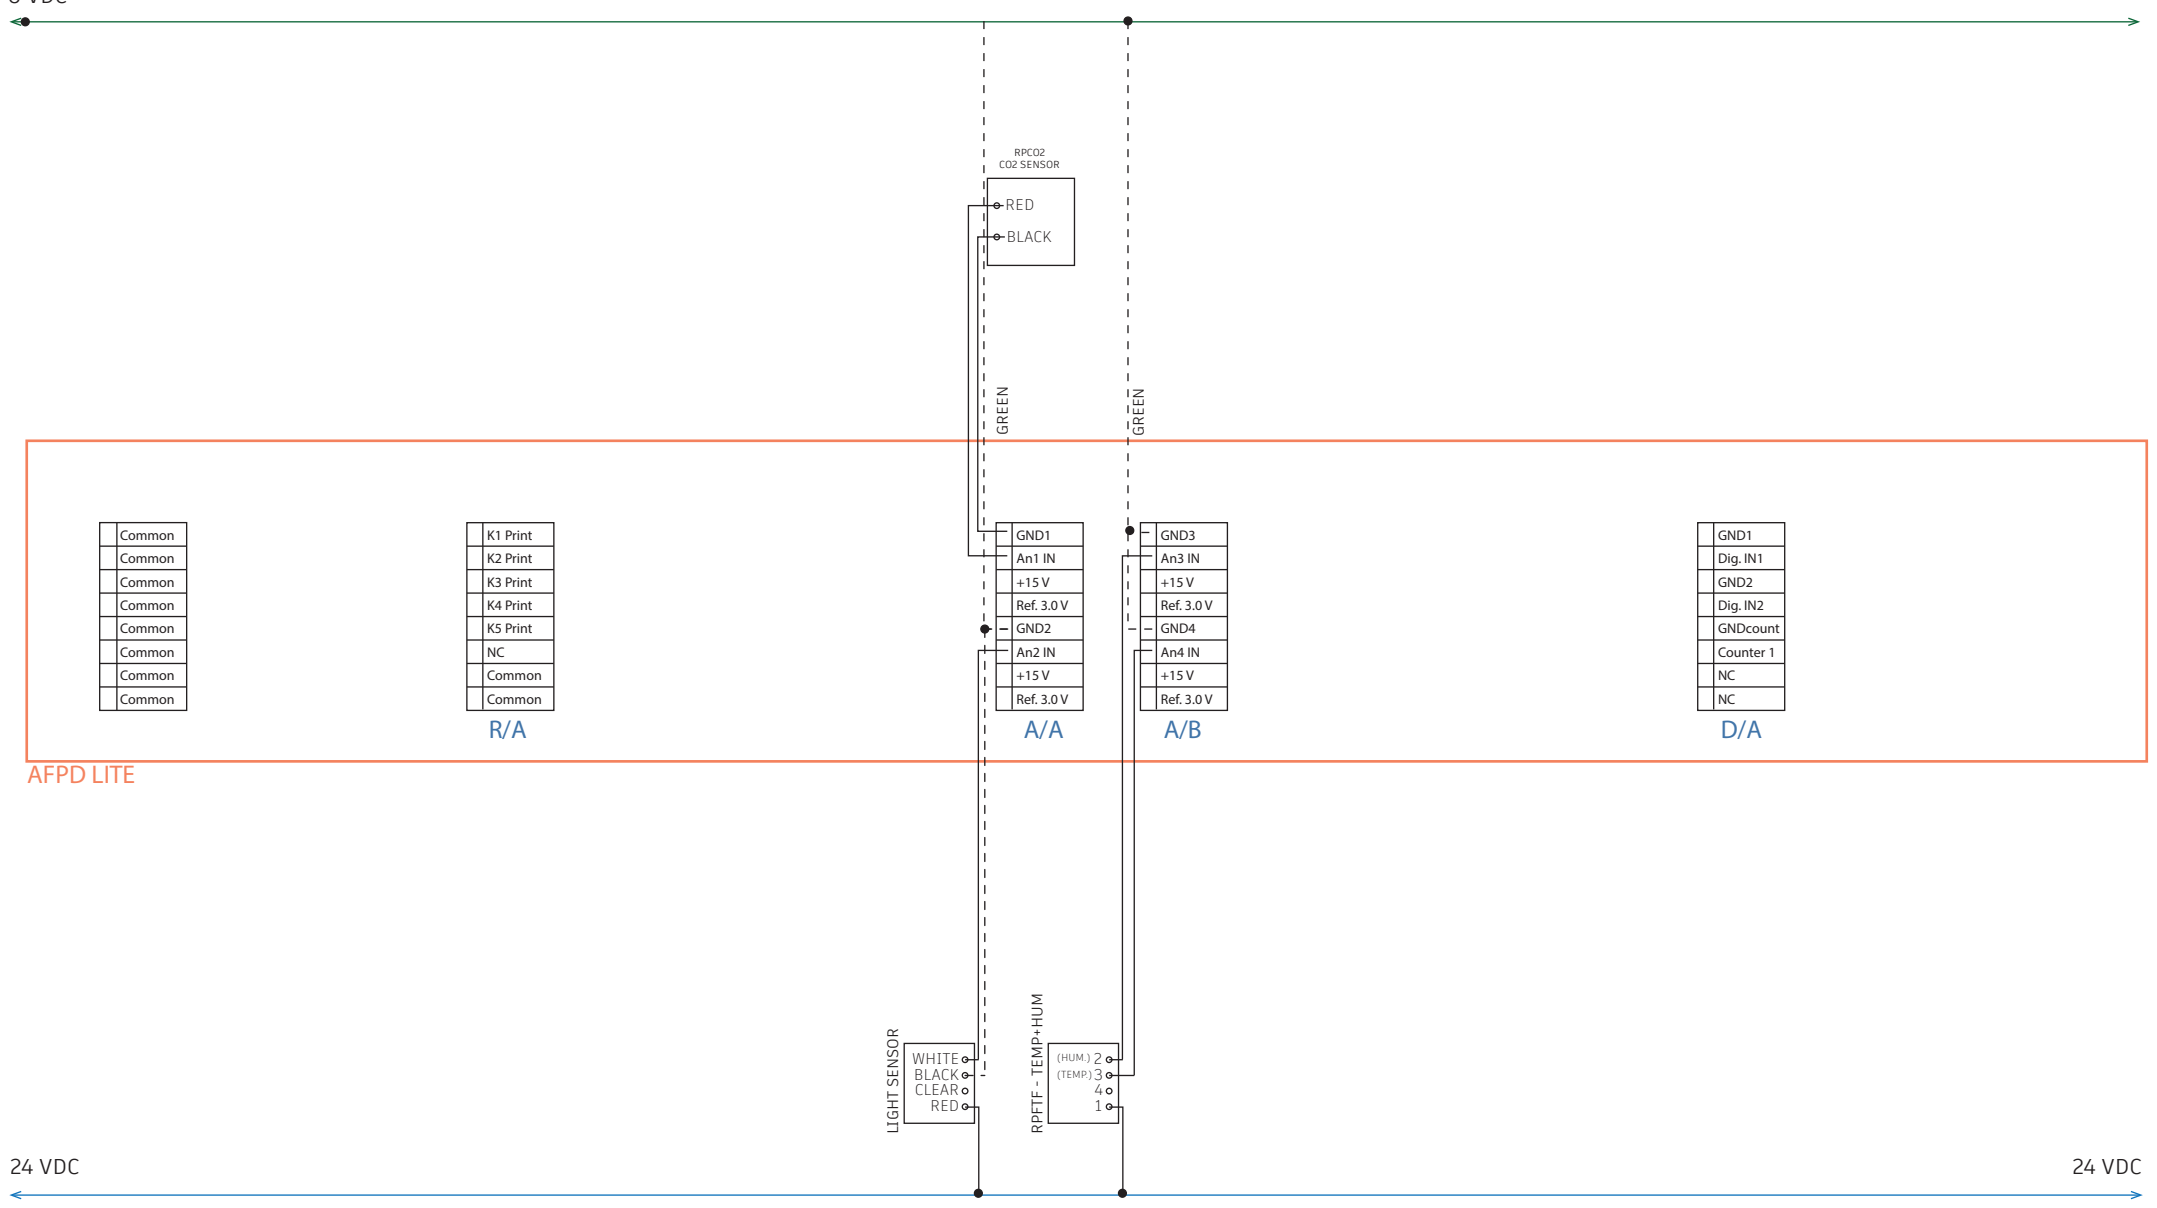 RPCO2
CO2 SENSOR
RED
BLACK
GREEN
GREEN
Common
Common
Common
Common
Common
Common
Common
Common
K1 Print
K2 Print
K3 Print
K4 Print
K5 Print
NC
Common
Common
R/A
GND1
An1 IN
+15 V
Ref. 3.0 V
GND2
An2 IN
+15 V
Ref. 3.0 V
A/A
GND3
An3 IN
+15 V
Ref. 3.0 V
GND4
An4 IN
+15 V
Ref. 3.0 V
A/B
GND1
Dig. IN1
GND2
Dig. IN2
GNDcount
Counter 1
NC
NC
D/A
AFPD LITE
LIGHT SENSOR
WHITE
BLACK
CLEAR
RED
RPFTF - TEMP+HUM
(HUM.) 2
(TEMP.) 3
4
1
24 VDC
24 VDC